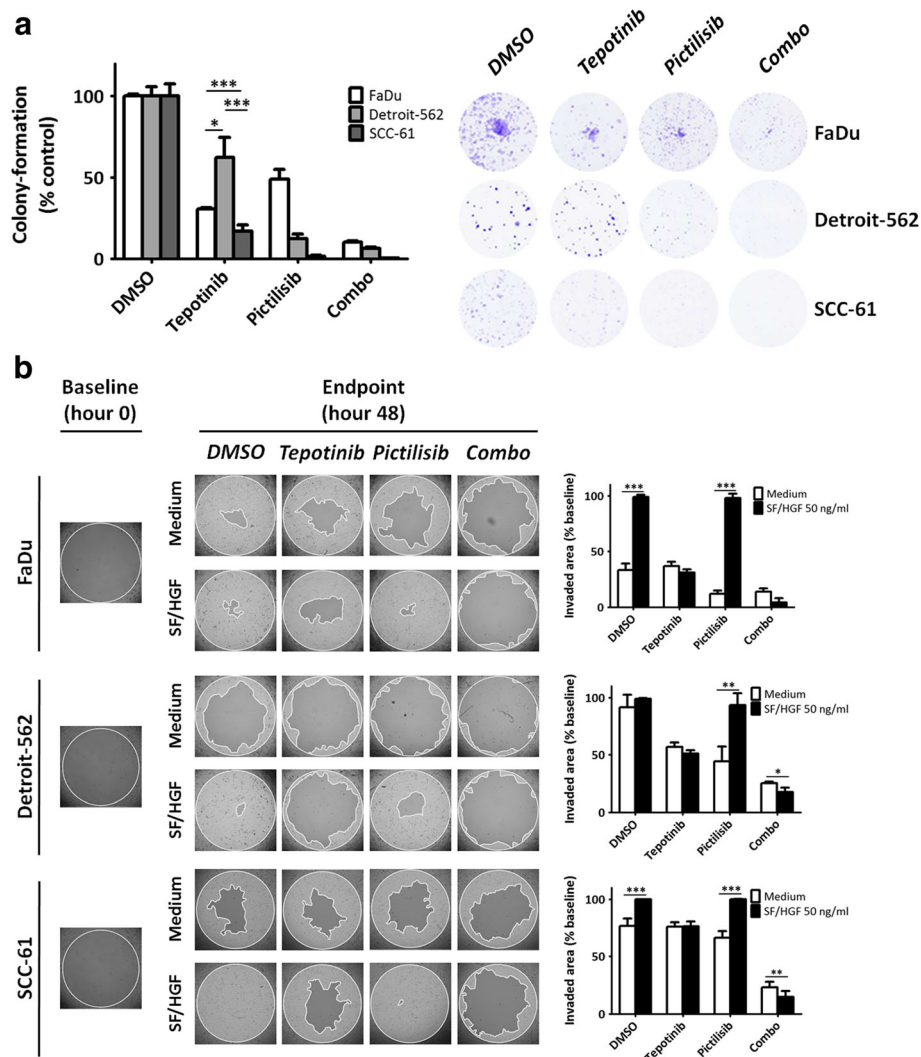 a
Colony-formation
(% control)
100
50
0
***
***
*
FaDu
Detroit-562
SCC-61
DMSO
Tepotinib
Pictilisib
Combo
DMSO
Tepotinib
Pictilisib
Combo
FaDu
Detroit-562
SCC-61
b
Baseline
(hour 0)
Endpoint
(hour 48)
DMSO
Tepotinib
Pictilisib
Combo
FaDu
Medium
SF/HGF
Invaded area (% baseline)
100
50
0
***
***
Medium
SF/HGF 50 ng/ml
DMSO
Tepotinib
Pictilisib
Combo
Detroit-562
Medium
SF/HGF
Invaded area (% baseline)
100
50
0
**
*
Medium
SF/HGF 50 ng/ml
DMSO
Tepotinib
Pictilisib
Combo
SCC-61
Medium
SF/HGF
Invaded area (% baseline)
100
50
0
***
***
**
Medium
SF/HGF 50 ng/ml
DMSO
Tepotinib
Pictilisib
Combo